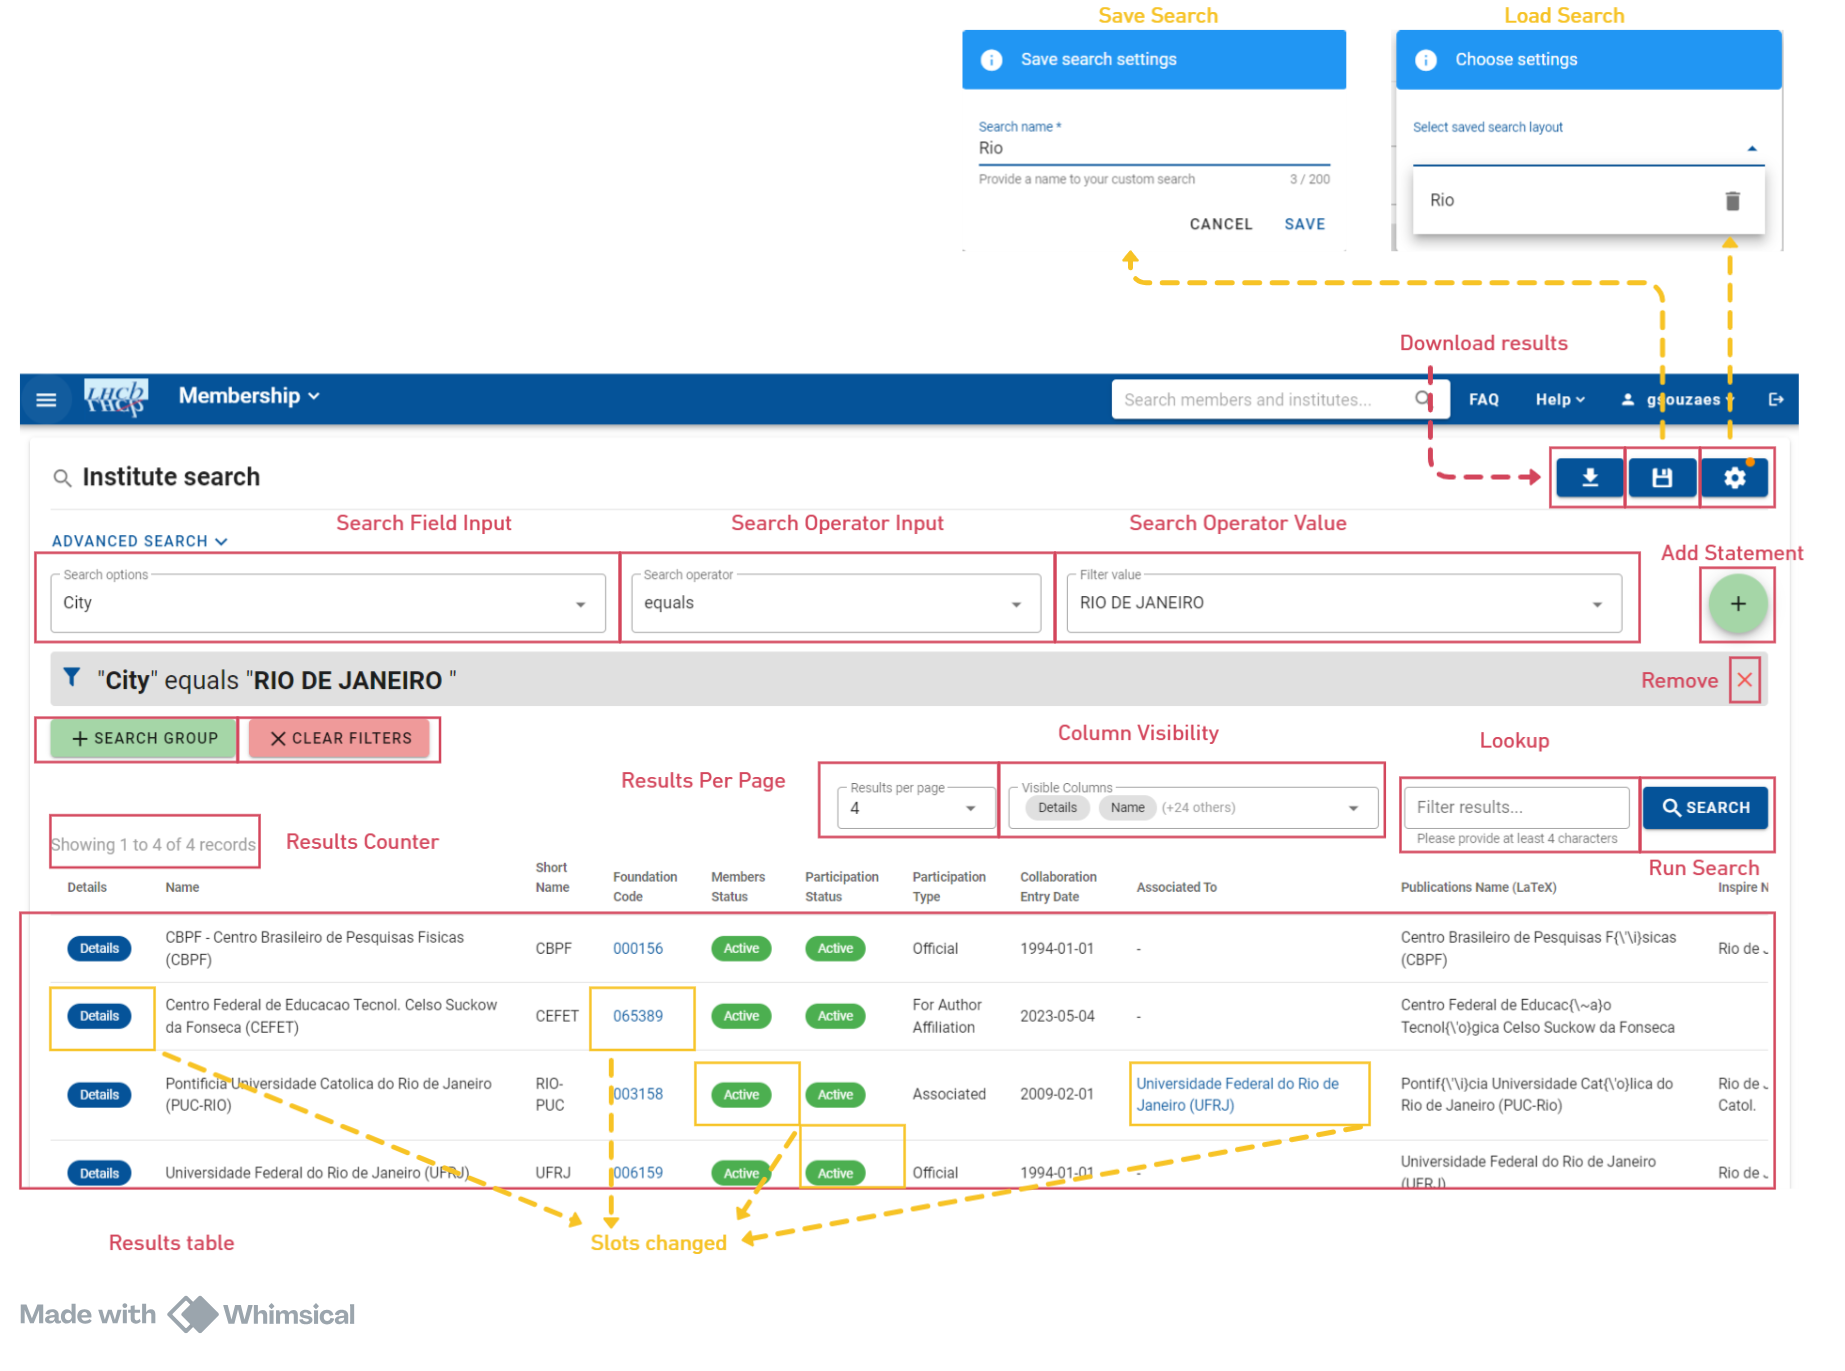 Save Search
Load Search
Save search settings
Choose settings
Search name *
Rio
Provide a name to your custom search
3 / 200
CANCEL
SAVE
Select saved search layout
Rio
Download results
LHCb
Membership
Search members and institutes...
FAQ
Help
gsouzaes
Institute search
Search Field Input
Search Operator Input
Search Operator Value
ADVANCED SEARCH
Add Statement
Search options
City
Search operator
equals
Filter value
RIO DE JANEIRO
+
"City" equals "RIO DE JANEIRO "
Remove
SEARCH GROUP
CLEAR FILTERS
Column Visibility
Lookup
Results Per Page
Results per page
4
Visible Columns
Details
Name
(+24 others)
Filter results...
Please provide at least 4 characters
SEARCH
Showing 1 to 4 of 4 records
Results Counter
Run Search
Details
Name
Short
Name
Foundation
Code
Members
Status
Participation
Status
Participation
Type
Collaboration
Entry Date
Associated To
Publications Name (LaTeX)
Inspire N
Details
CBPF - Centro Brasileiro de Pesquisas Fisicas
(CBPF)
CBPF
000156
Active
Active
Official
1994-01-01
-
Centro Brasileiro de Pesquisas F{\'\i}sicas
(CBPF)
Rio de
Details
Centro Federal de Educacao Tecnol. Celso Suckow
da Fonseca (CEFET)
CEFET
065389
Active
Active
For Author
Affiliation
2023-05-04
-
Centro Federal de Educac{\~a}o
Tecnol{\'o}gica Celso Suckow da Fonseca
Details
Pontificia Universidade Catolica do Rio de Janeiro
(PUC-RIO)
RIO-
PUC
003158
Active
Active
Associated
2009-02-01
Universidade Federal do Rio de
Janeiro (UFRJ)
Pontif{\'\i}cia Universidade Cat{\'o}lica do
Rio de Janeiro (PUC-Rio)
Rio de
Catol.
Details
Universidade Federal do Rio de Janeiro (UFRJ)
UFRJ
006159
Active
Active
Official
1994-01-01
-
Universidade Federal do Rio de Janeiro
(UFRJ)
Rio de
Results table
Slots changed
Made with Whimsical